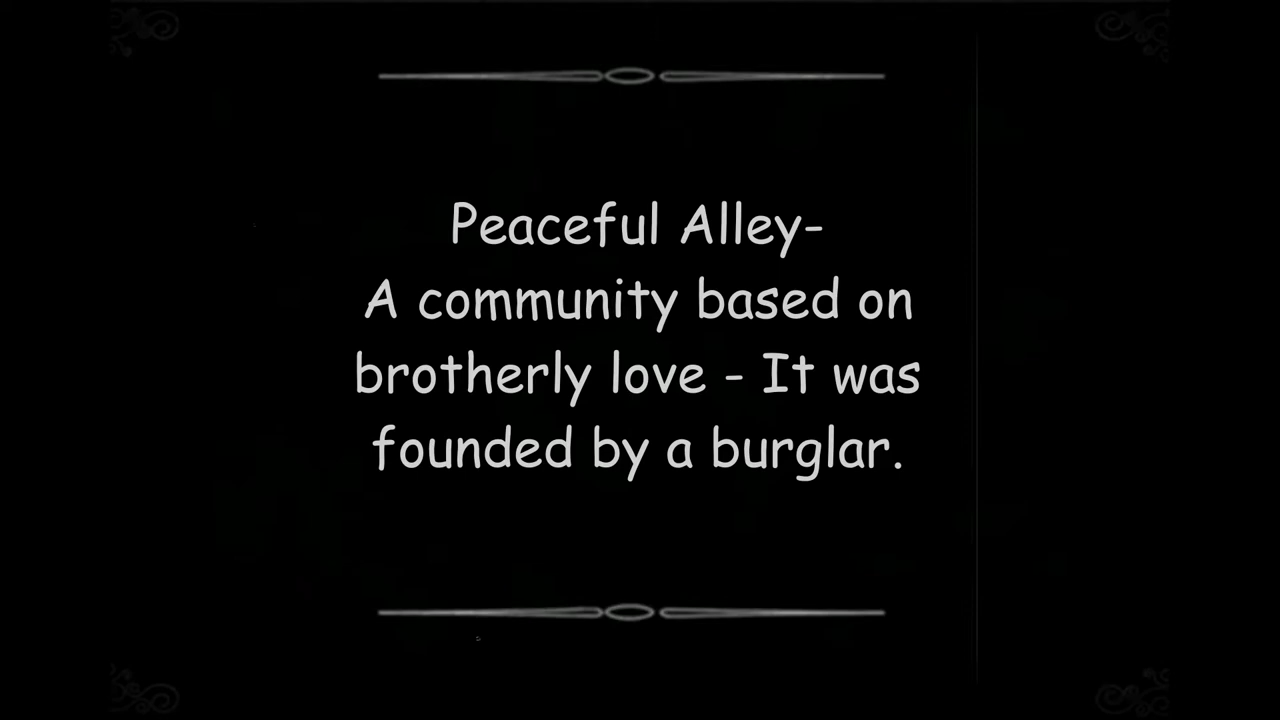 Peaceful Alley-
A community based on
brotherly love - It was
founded by a burglar.